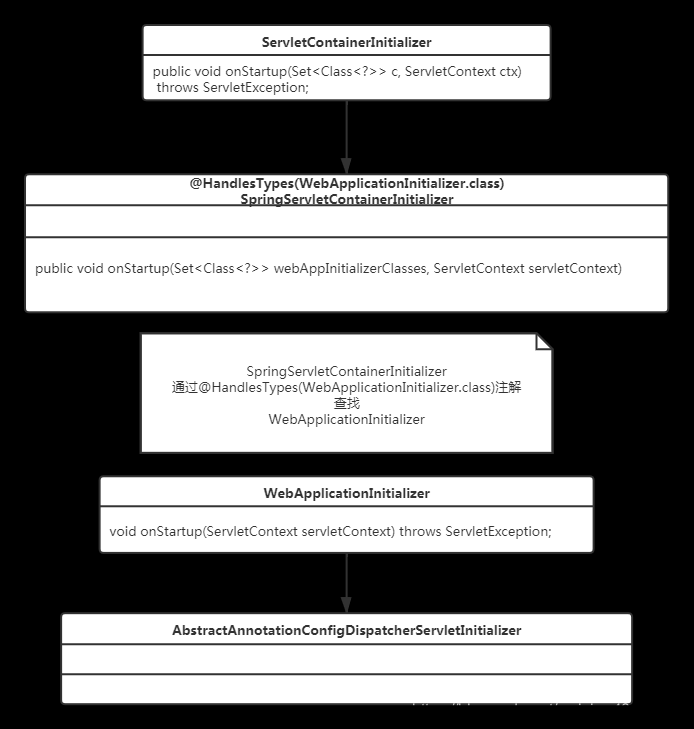 ServletContainerInitializer
public void onStartup(Set<Class<?>> c, ServletContext ctx)
throws ServletException;
@HandlesTypes(WebApplicationInitializer.class)
SpringServletContainerInitializer
public void onStartup(Set<Class<?>> webAppInitializerClasses, ServletContext servletContext)
SpringServletContainerInitializer
通过@HandlesTypes(WebApplicationInitializer.class)注解
查找
WebApplicationInitializer
WebApplicationInitializer
void onStartup(ServletContext servletContext) throws ServletException;
AbstractAnnotationConfigDispatcherServletInitializer